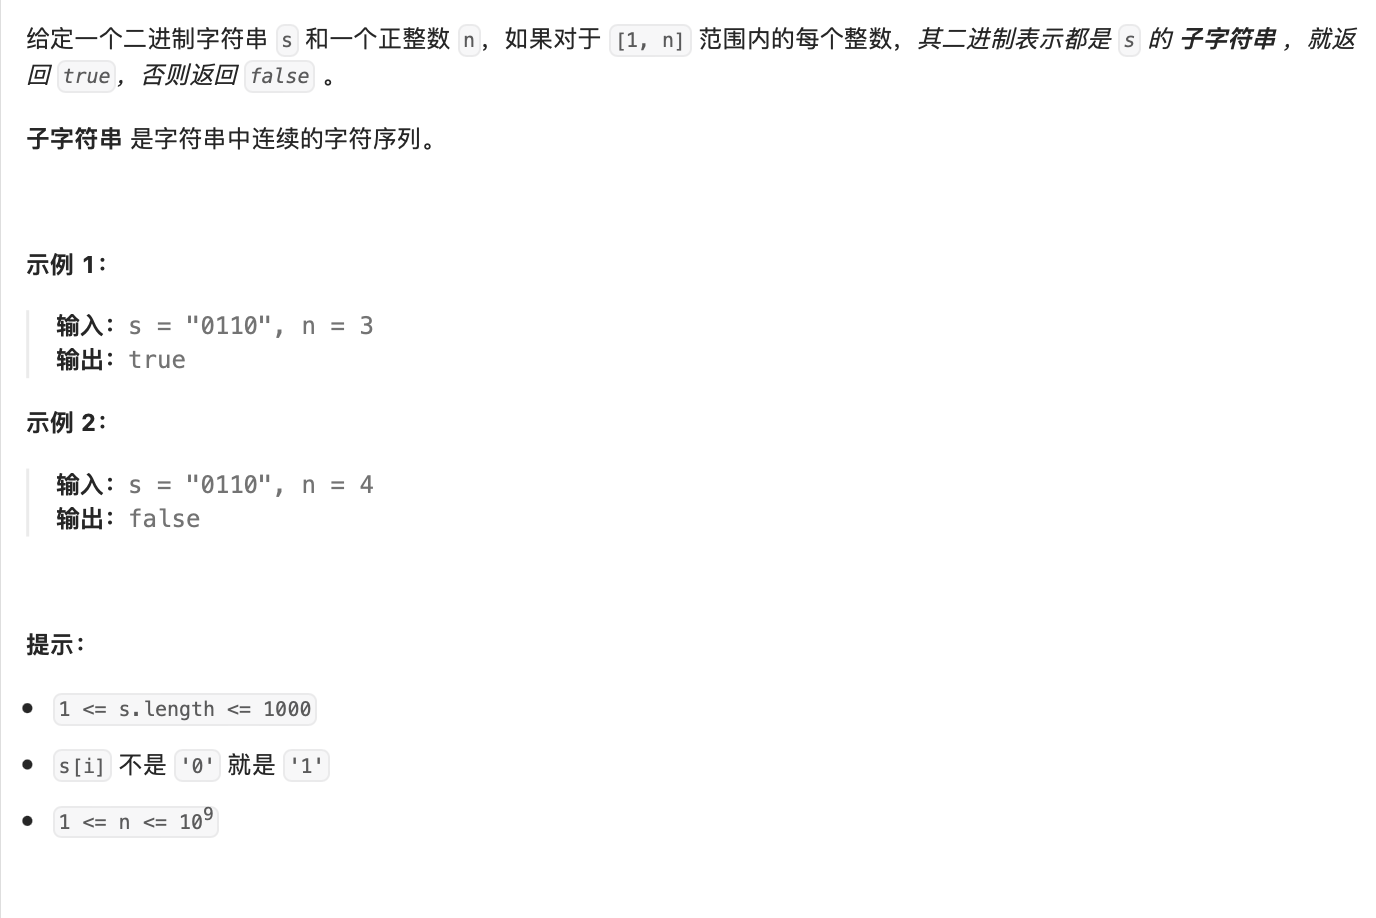 给定一个二进制字符串 s 和一个正整数 n，如果对于 [1, n] 范围内的每个整数，其二进制表示都是 s 的 子字符串 ，就返
回 true，否则返回 false 。
子字符串 是字符串中连续的字符序列。
示例 1：
输入：s = "0110", n = 3
输出：true
示例 2：
输入：s = "0110", n = 4
输出：false
提示：
1 <= s.length <= 1000
s[i] 不是 '0' 就是 '1'
1 <= n <= 10⁹